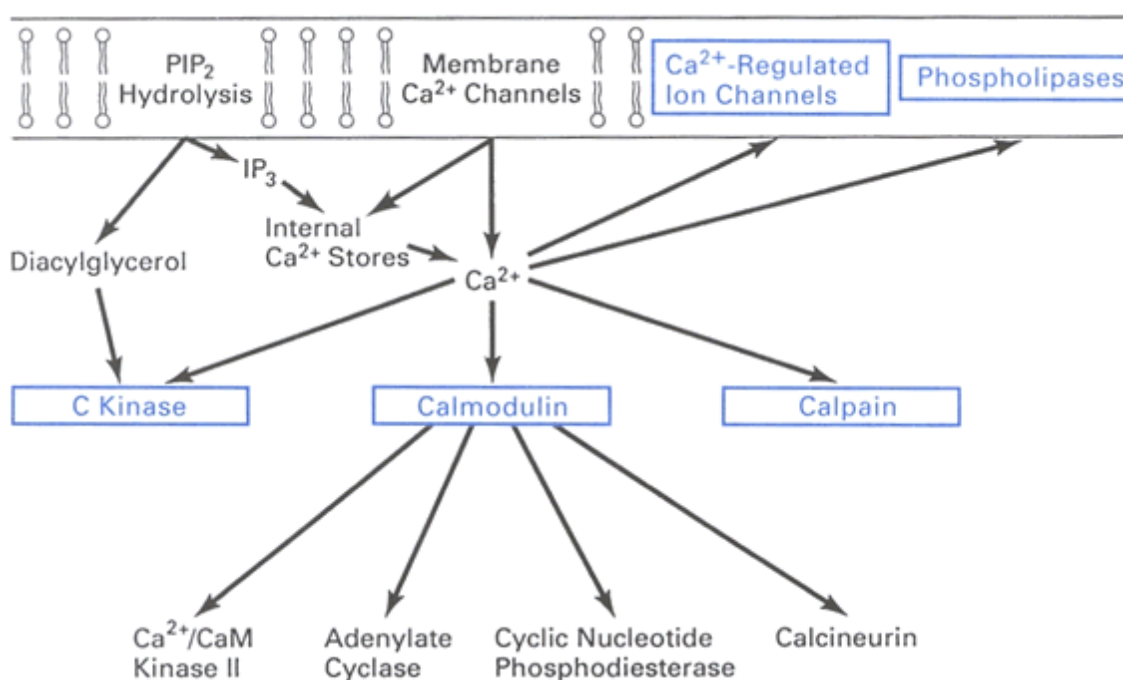 PIP₂
Hydrolysis
Membrane
Ca²⁺ Channels
Ca²⁺-Regulated
Ion Channels
Phospholipases
IP₃
Internal
Ca²⁺ Stores
Diacylglycerol
Ca²⁺
C Kinase
Calmodulin
Calpain
Ca²⁺/CaM
Kinase II
Adenylate
Cyclase
Cyclic Nucleotide
Phosphodiesterase
Calcineurin